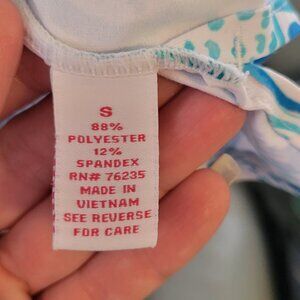 S
88%
POLYESTER
12%
SPANDEX
RN# 76235
MADE IN
VIETNAM
SEE REVERSE
FOR CARE